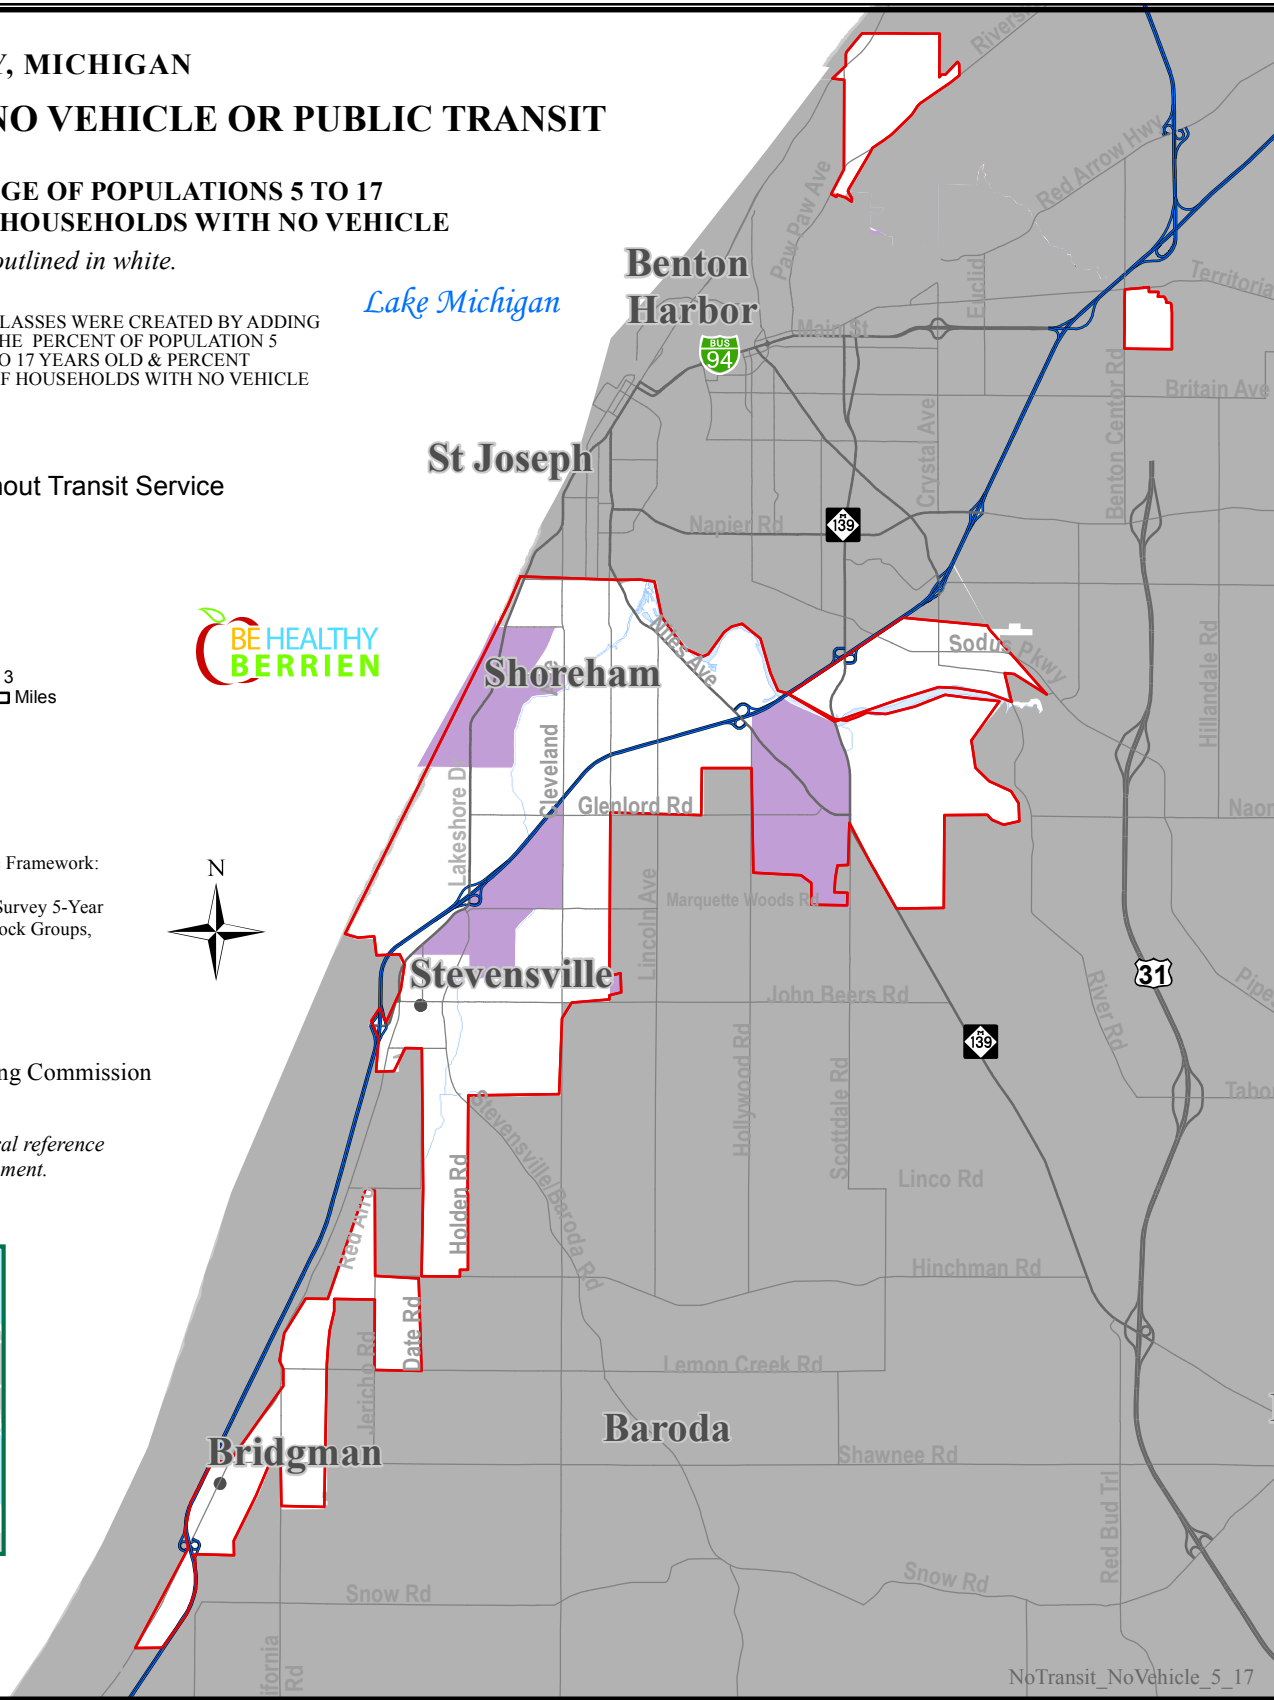 Y, MICHIGAN
NO VEHICLE OR PUBLIC TRANSIT
GE OF POPULATIONS 5 TO 17
HOUSEHOLDS WITH NO VEHICLE
outlined in white.
LASSES WERE CREATED BY ADDING
HE PERCENT OF POPULATION 5
O 17 YEARS OLD & PERCENT
F HOUSEHOLDS WITH NO VEHICLE
Lake Michigan
Benton
Harbor
BUS
94
St Joseph
hout Transit Service
BE HEALTHY
BERRIEN
3
Miles
Framework:
Survey 5-Year
ock Groups,
N
ng Commission
al reference
ment.
Riversi
Red Arrow Hwy
Paw Paw Ave
Territoria
Euclid
Main St
Britain Ave
Benton Center Rd
Crystal Ave
Napier Rd
M
139
Niles Ave
Sodus Pkwy
Hillandale Rd
Shoreham
Ave
Cleveland
Lakeshore Dr
Glenlord Rd
Naom
Marquette Woods Rd
Lincoln Ave
Stevensville
John Beers Rd
31
Pipe
River Rd
M
139
Hollywood Rd
Scottdale Rd
Tabo
Stevensville/Baroda Rd
Linco Rd
Holden Rd
Red Arro
Hinchman Rd
Date Rd
Jericho Rd
Lemon Creek Rd
Baroda
Bridgman
Shawnee Rd
Red Bud Trl
Snow Rd
Snow Rd
ifornia
Rd
NoTransit_NoVehicle_5_17